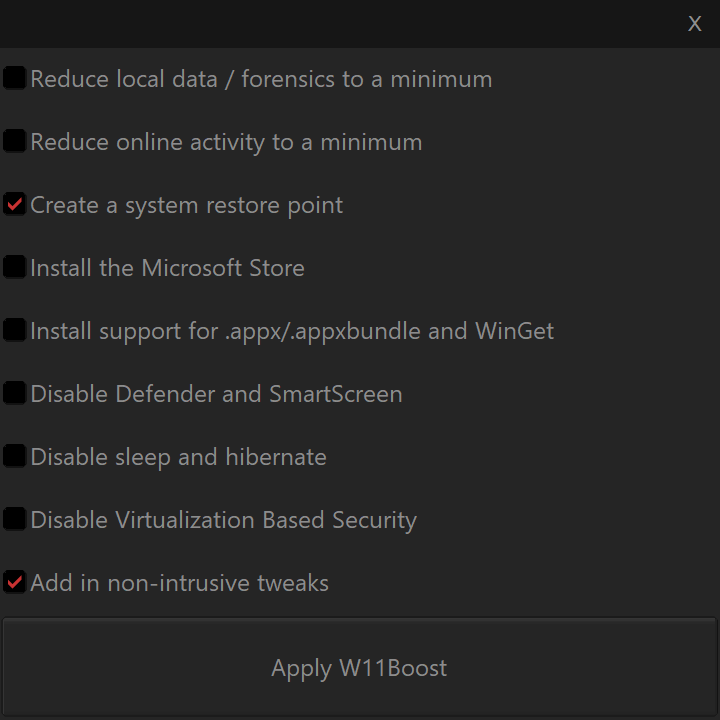 X
Reduce local data / forensics to a minimum
Reduce online activity to a minimum
Create a system restore point
Install the Microsoft Store
Install support for .appx/.appxbundle and WinGet
Disable Defender and SmartScreen
Disable sleep and hibernate
Disable Virtualization Based Security
Add in non-intrusive tweaks
Apply W11Boost